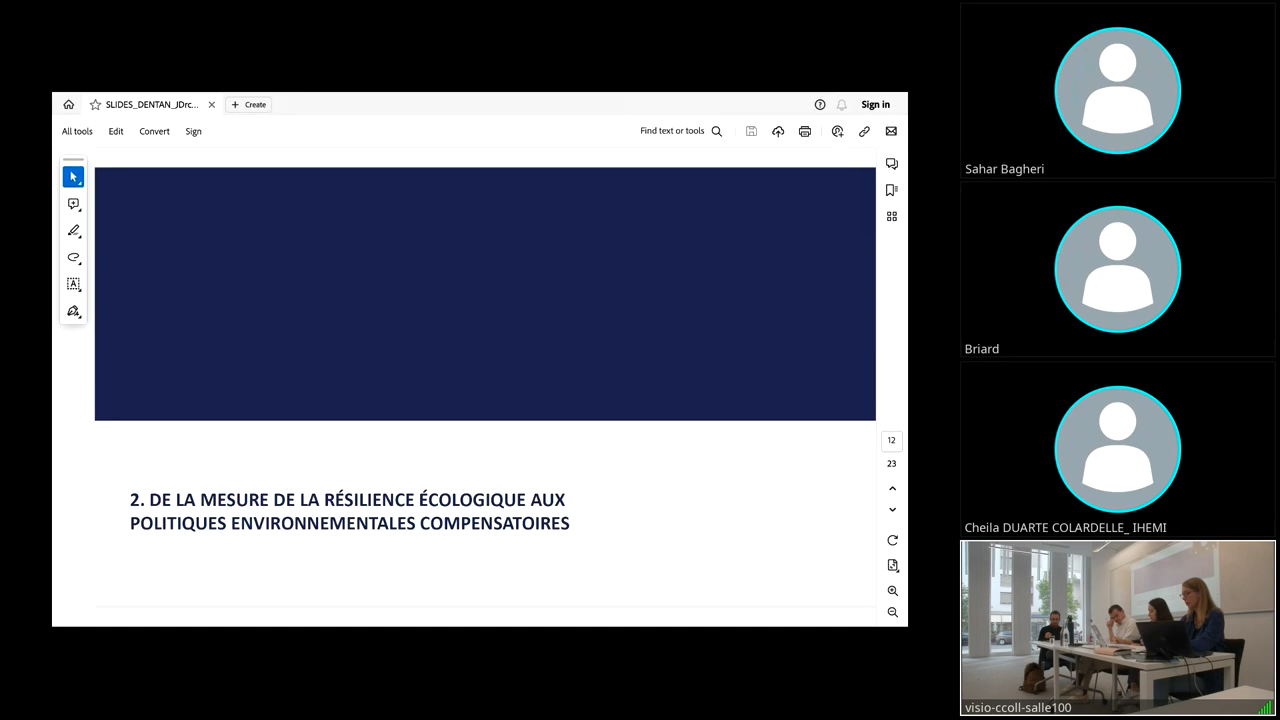 SLIDES_DENTAN_JDrc...
Create
Sign in
All tools
Edit
Convert
Sign
Find text or tools
12
23
2. DE LA MESURE DE LA RÉSILIENCE ÉCOLOGIQUE AUX
POLITIQUES ENVIRONNEMENTALES COMPENSATOIRES
Sahar Bagheri
Briard
Cheila DUARTE COLARDELLE_ IHEMI
visio-ccoll-salle100